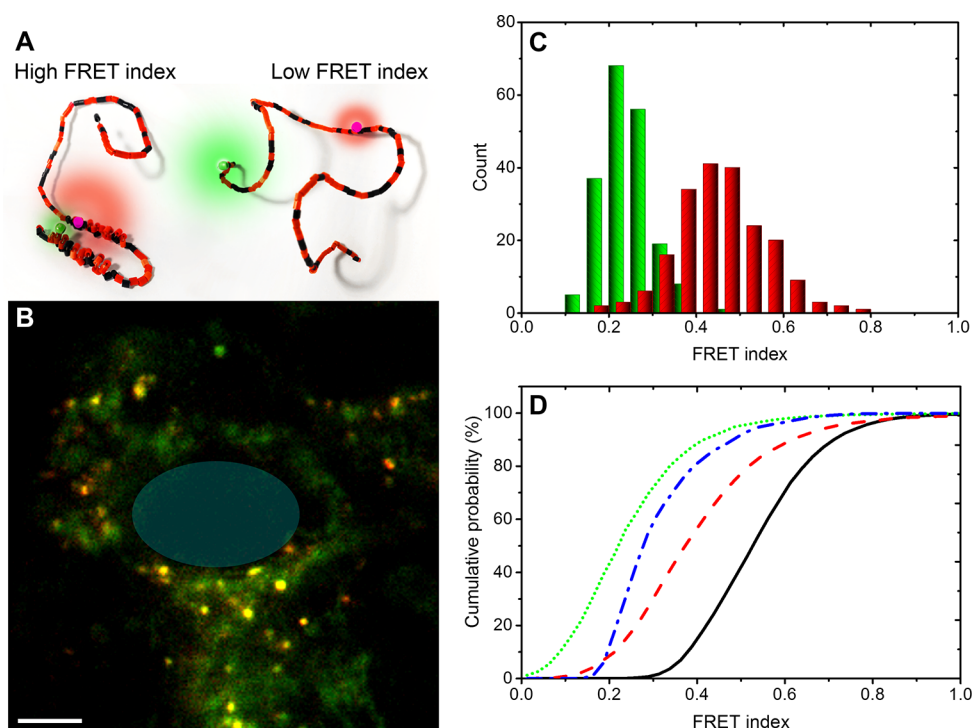 A
High FRET index
Low FRET index
B
C
80
60
40
20
0
Count
0.0 0.2 0.4 0.6 0.8 1.0
FRET index
D
100
80
60
40
20
0
Cumulative probability (%)
0.0 0.2 0.4 0.6 0.8 1.0
FRET index